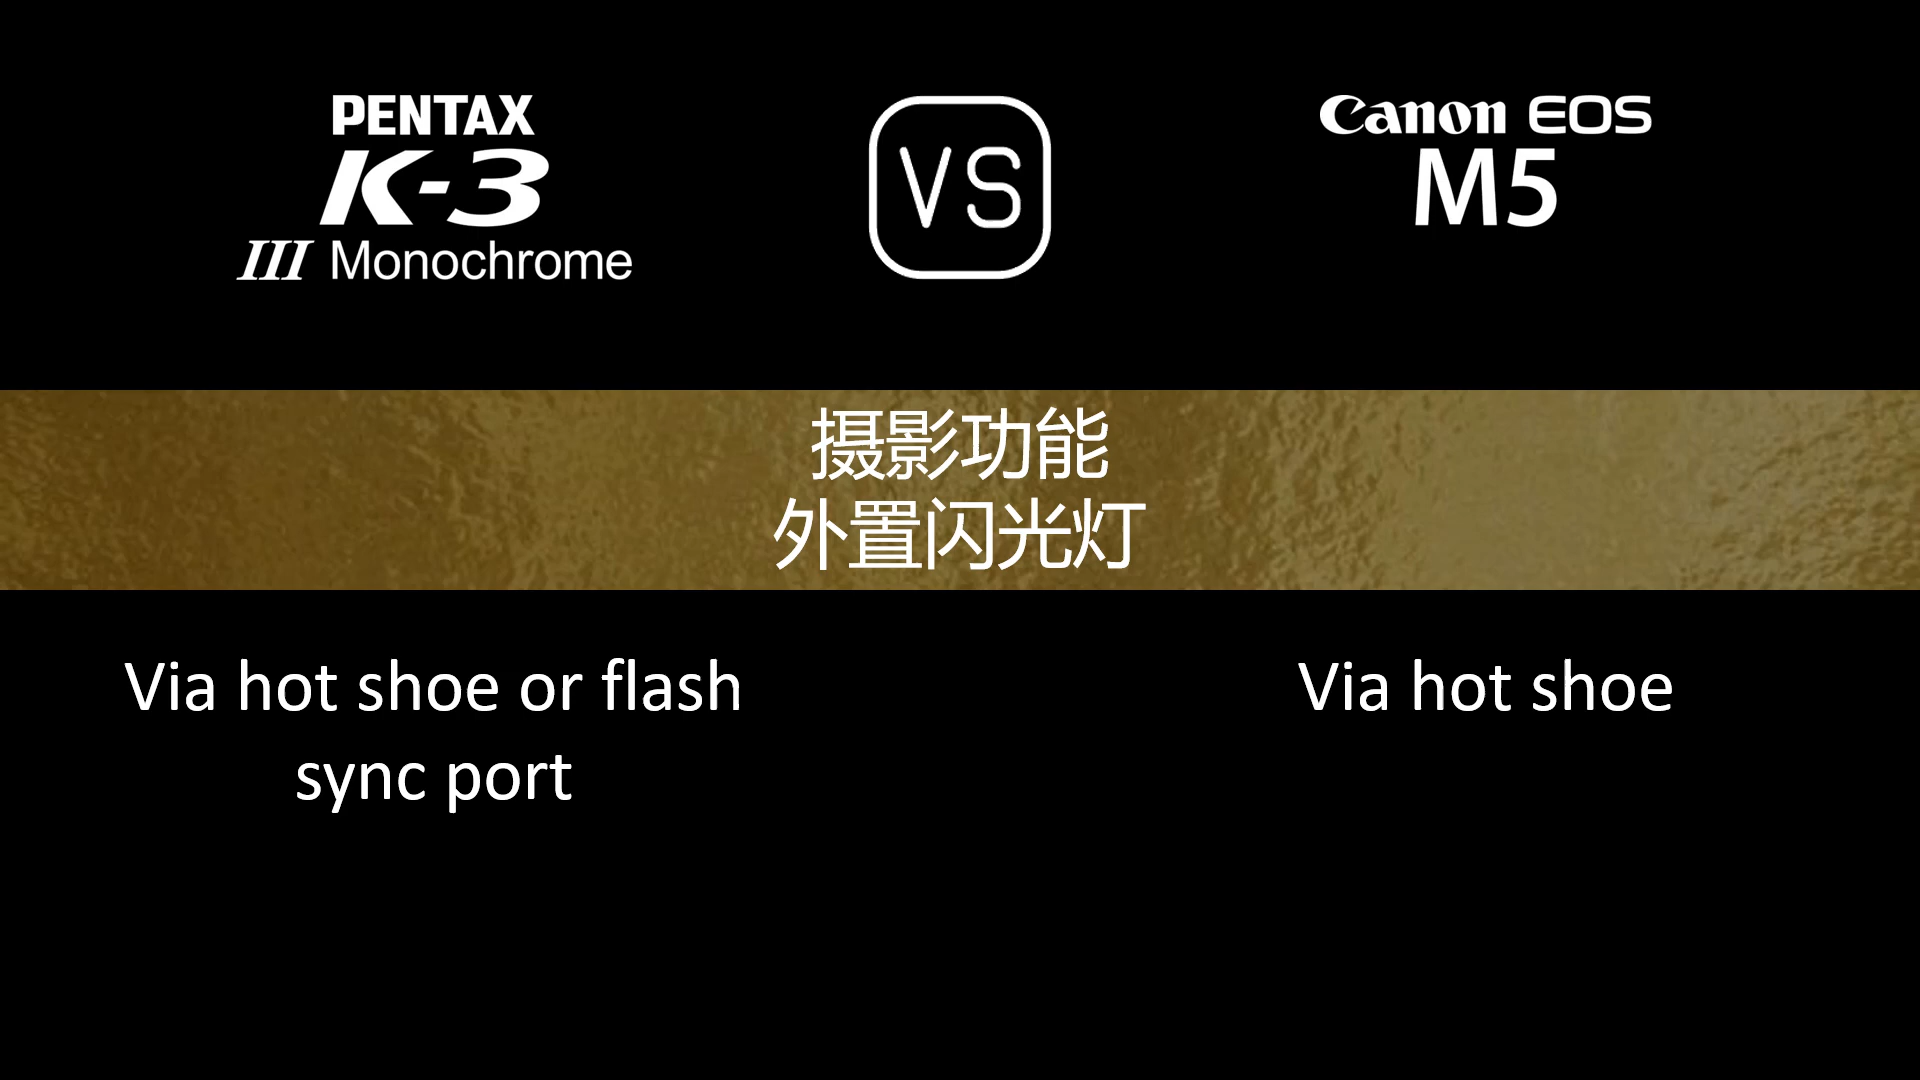 PENTAX
K-3
III Monochrome
VS
Canon EOS
M5
摄影功能
外置闪光灯
Via hot shoe or flash
sync port
Via hot shoe